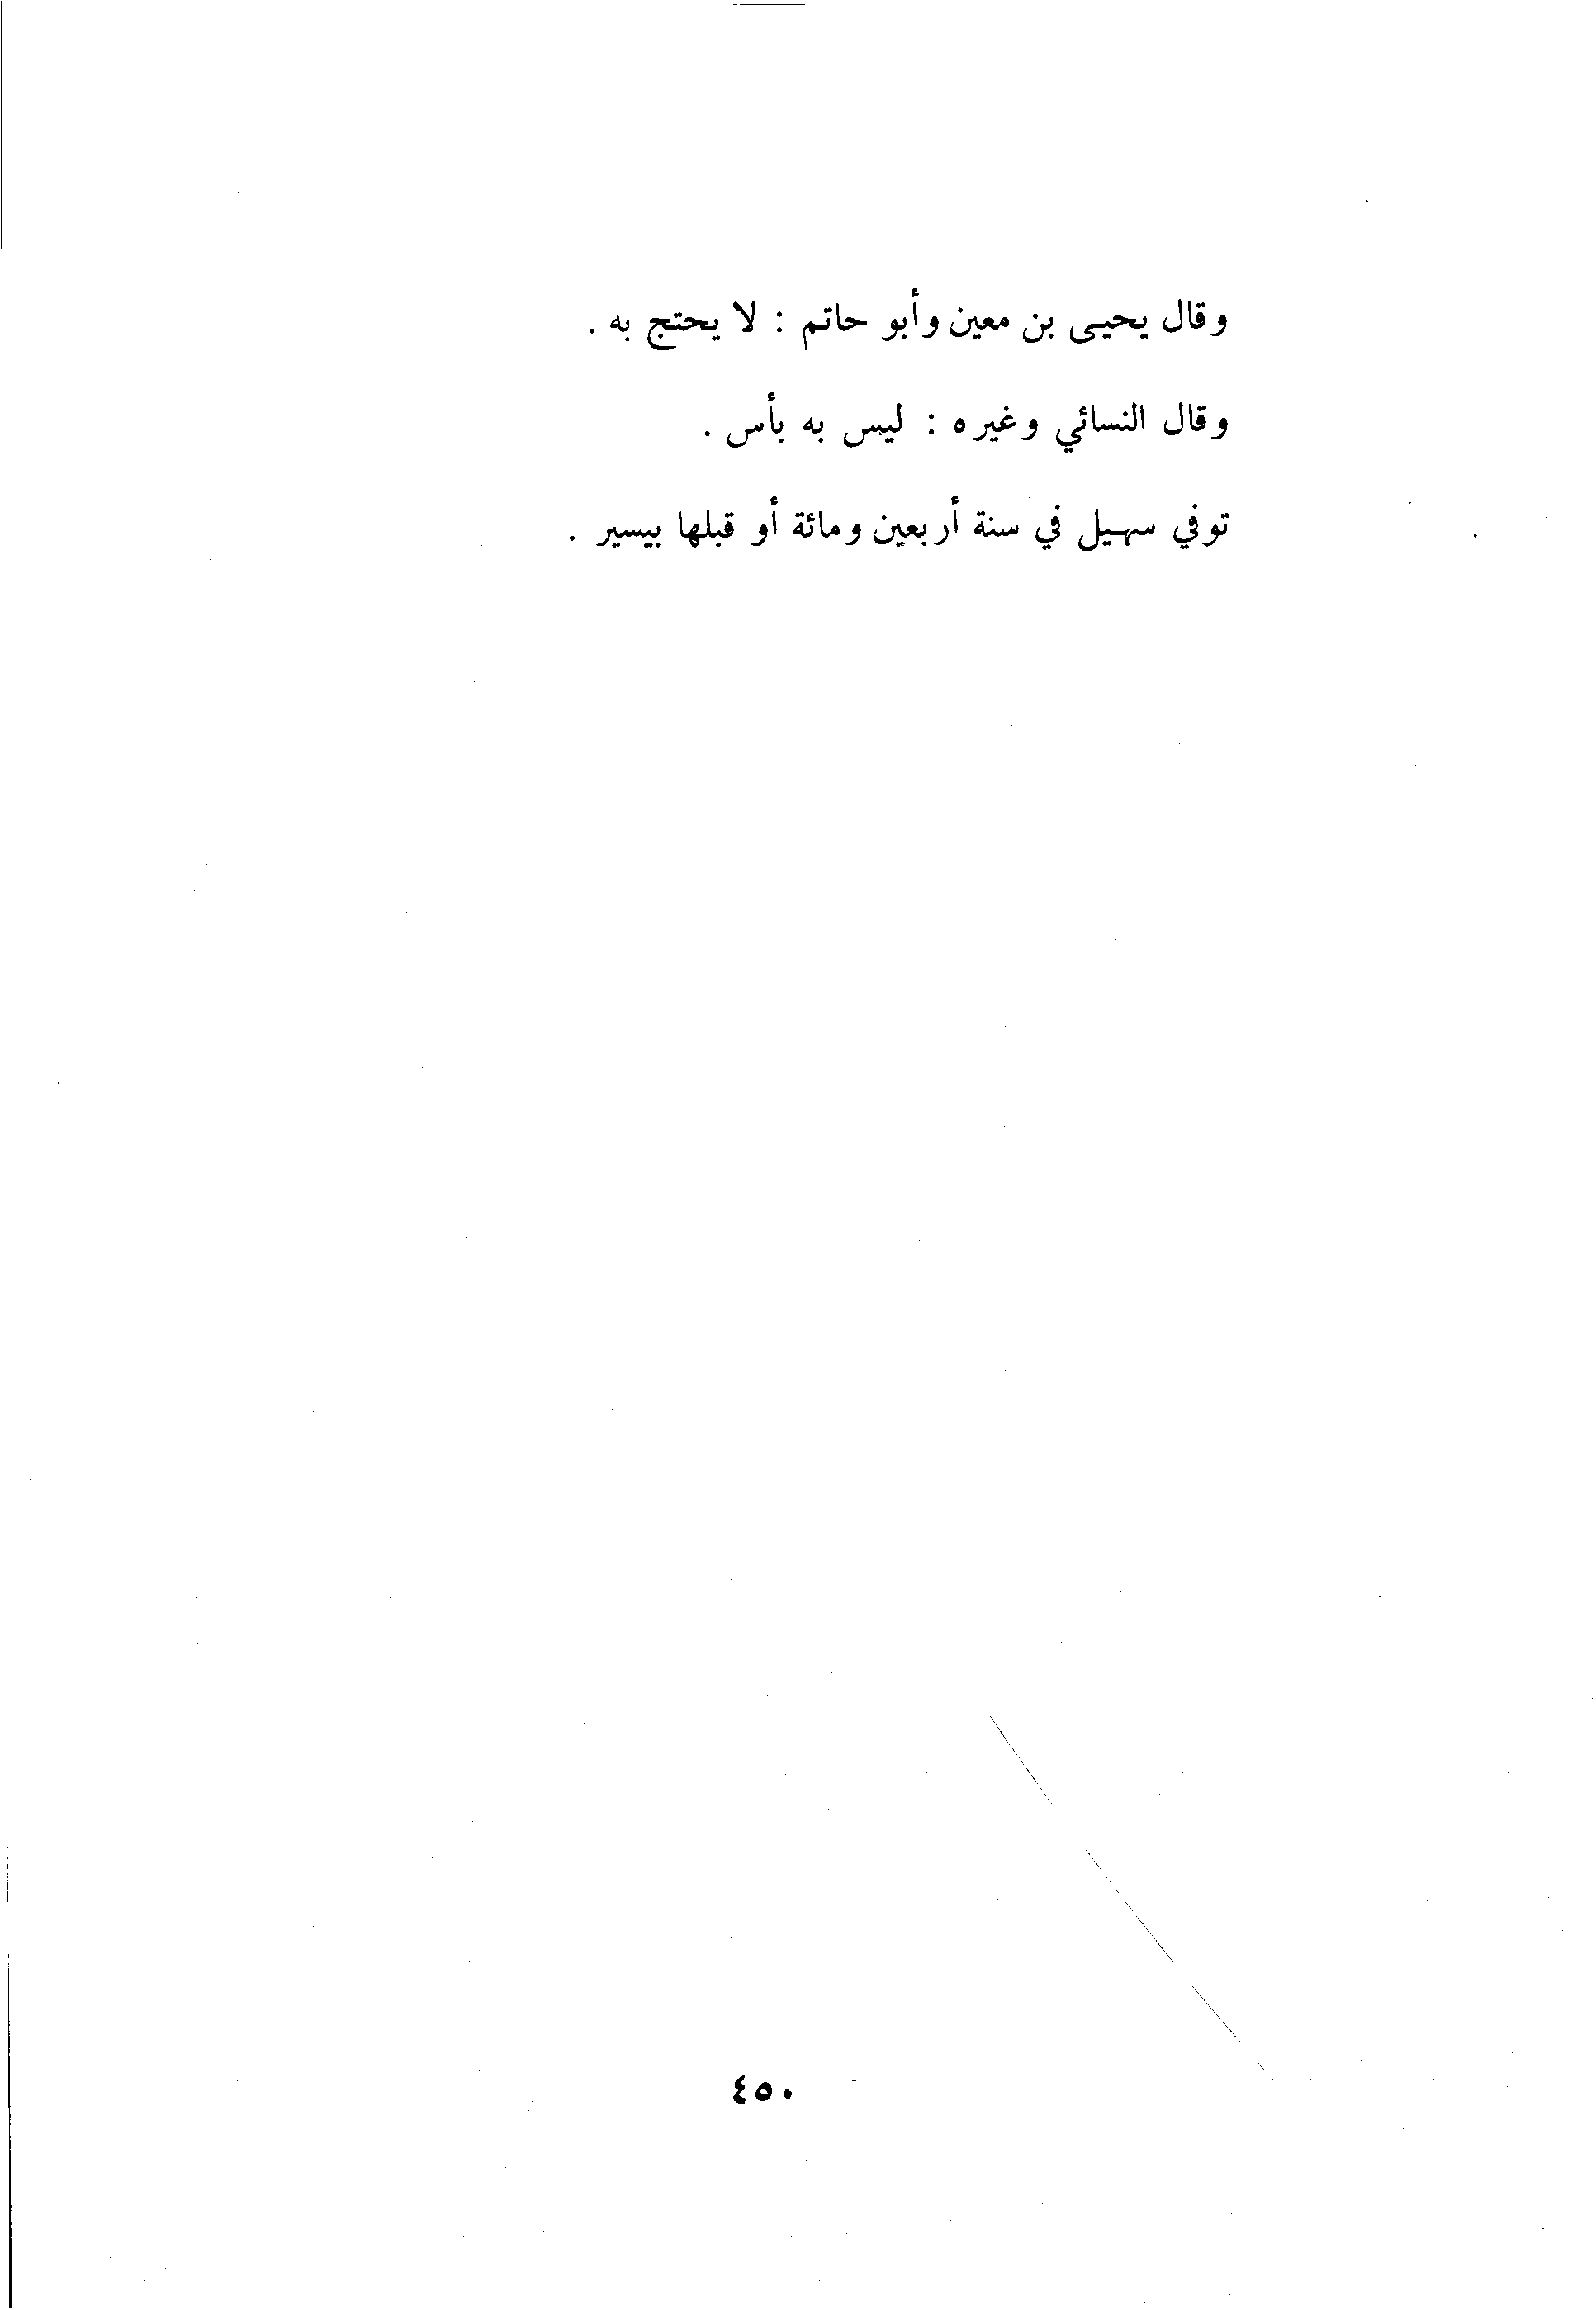 وقال يحيى بن معين وأبو حاتم : لا يحتج به .
وقال النسائي وغيره : ليس به بأس .
توفي سهيل في سنة أربعين ومائة أو قبلها بيسير .
٤٥٠